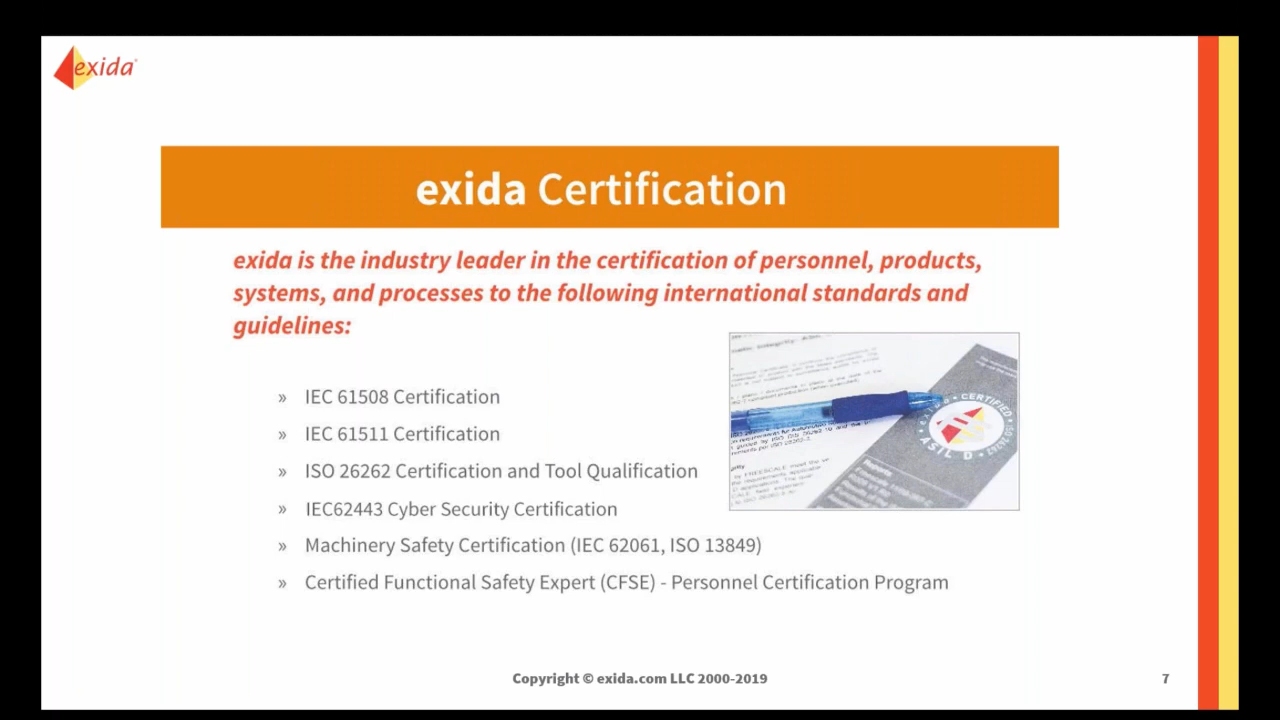 exida
exida Certification
exida is the industry leader in the certification of personnel, products,
systems, and processes to the following international standards and
guidelines:
» IEC 61508 Certification
» IEC 61511 Certification
» ISO 26262 Certification and Tool Qualification
» IEC62443 Cyber Security Certification
» Machinery Safety Certification (IEC 62061, ISO 13849)
» Certified Functional Safety Expert (CFSE) - Personnel Certification Program
exida • CERTIFIED • ISO 26262 • ASIL D
Copyright © exida.com LLC 2000-2019
7